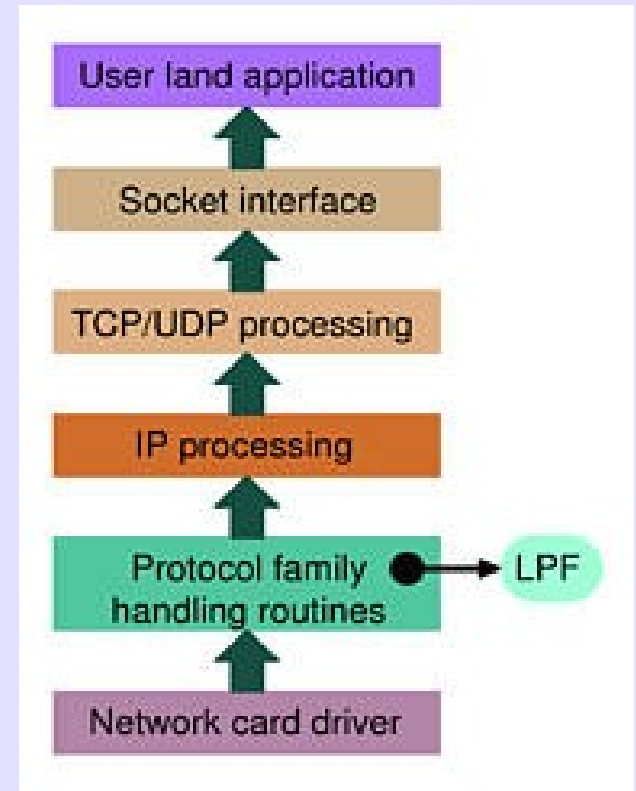 User land application
Socket interface
TCP/UDP processing
IP processing
Protocol family
handling routines
LPF
Network card driver